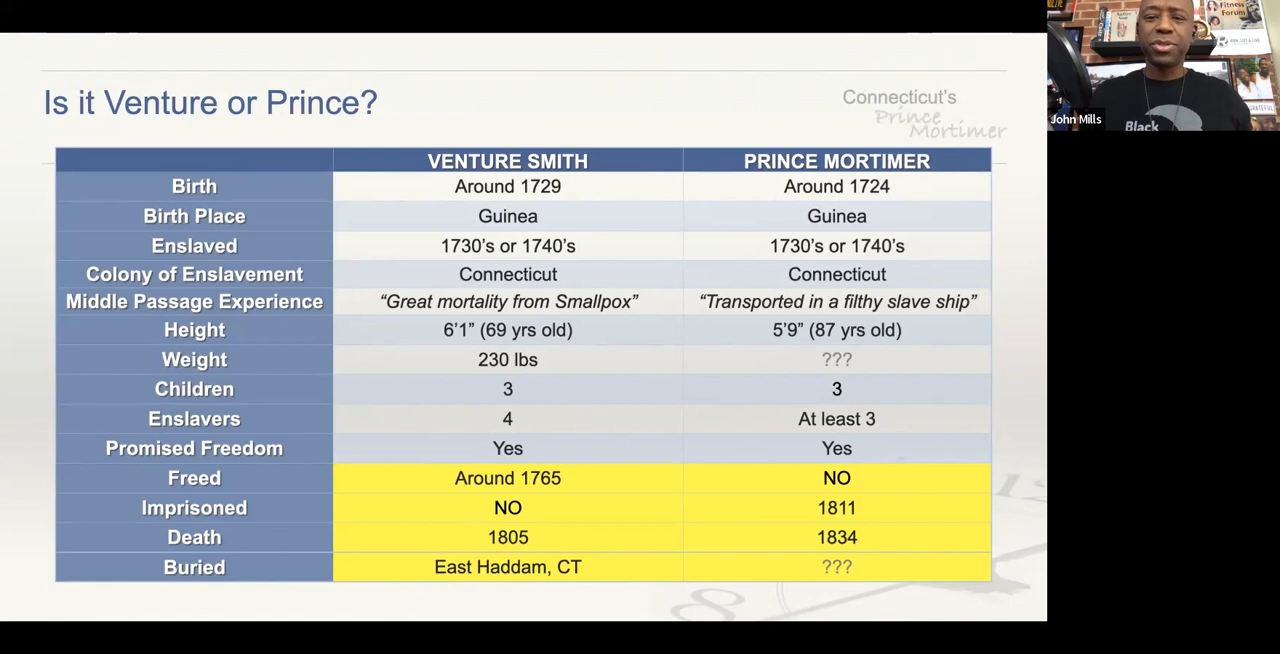 Is it Venture or Prince?
Connecticut's
Prince
Mortimer
VENTURE SMITH PRINCE MORTIMER
Birth Around 1729 Around 1724
Birth Place Guinea Guinea
Enslaved 1730's or 1740's 1730's or 1740's
Colony of Enslavement Connecticut Connecticut
Middle Passage Experience “Great mortality from Smallpox” “Transported in a filthy slave ship”
Height 6'1” (69 yrs old) 5'9” (87 yrs old)
Weight 230 lbs ???
Children 3 3
Enslavers 4 At least 3
Promised Freedom Yes Yes
Freed Around 1765 NO
Imprisoned NO 1811
Death 1805 1834
Buried East Haddam, CT ???
8
Fitness
Forum
Black
John Mills